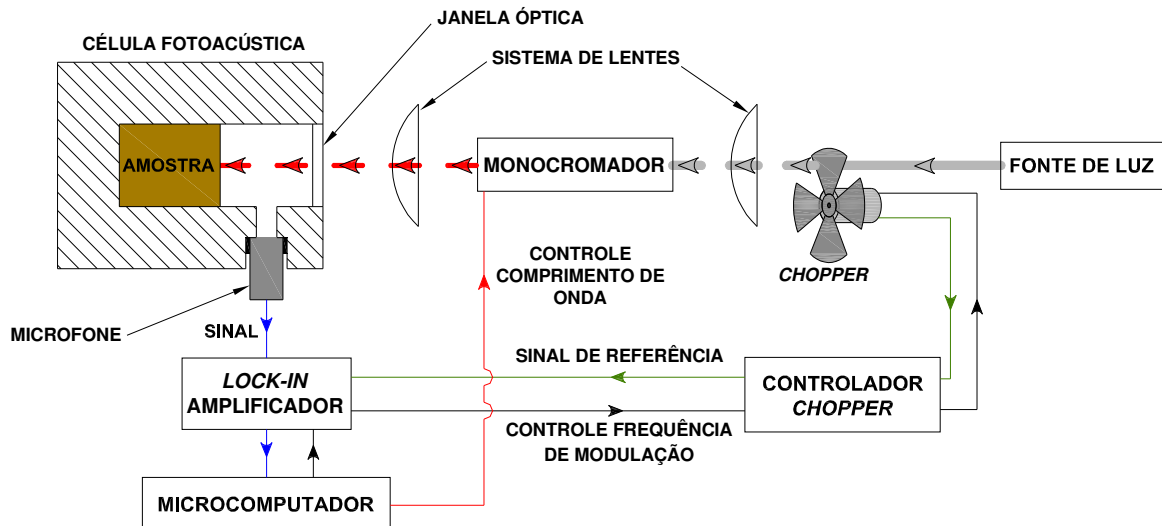 JANELA ÓPTICA
CÉLULA FOTOACÚSTICA
SISTEMA DE LENTES
AMOSTRA
MONOCROMADOR
FONTE DE LUZ
CHOPPER
CONTROLE
COMPRIMENTO DE
ONDA
MICROFONE
SINAL
SINAL DE REFERÊNCIA
LOCK-IN
AMPLIFICADOR
CONTROLADOR
CHOPPER
CONTROLE FREQUÊNCIA
DE MODULAÇÃO
MICROCOMPUTADOR